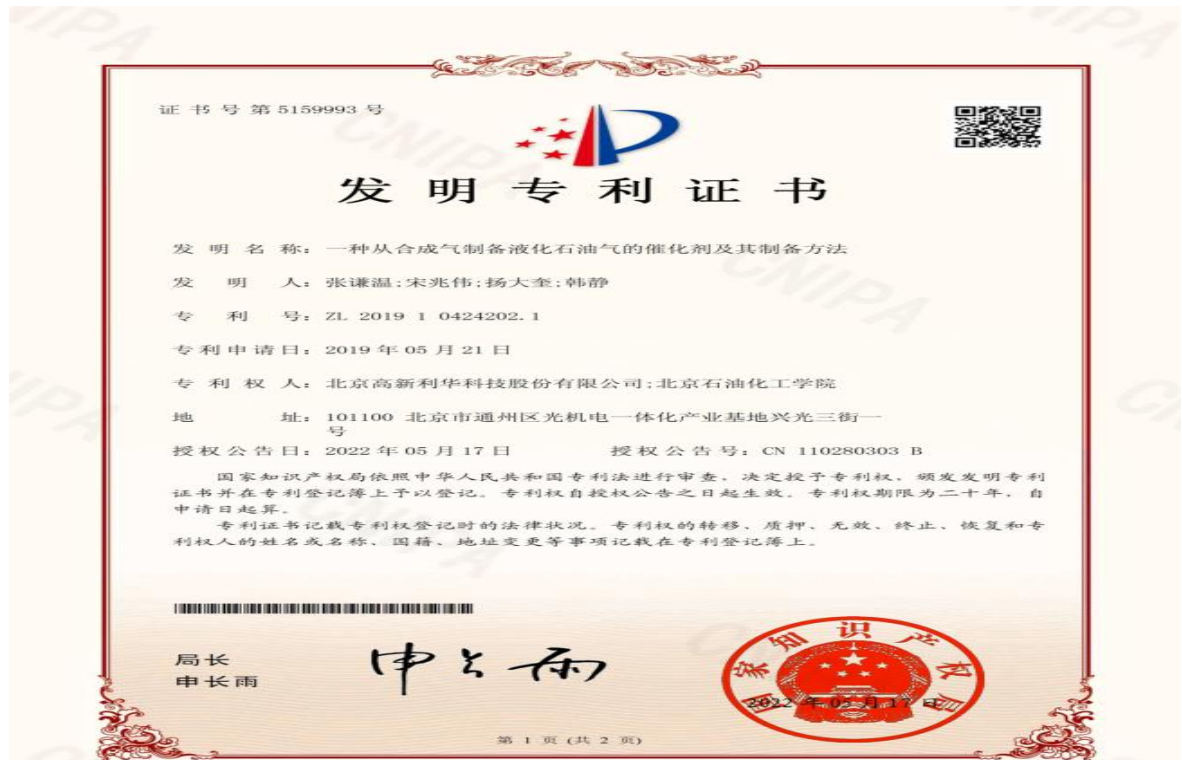 证书号第5159993号
发明专利证书
发明名称：一种从合成气制备液化石油气的催化剂及其制备方法
发明人：张谦温;宋兆伟;扬大奎;韩静
专利号：ZL 2019 1 0424202.1
专利申请日：2019年05月21日
专利权人：北京高新利华科技股份有限公司;北京石油化工学院
地址：101100 北京市通州区光机电一体化产业基地兴光三街一
号
授权公告日：2022年05月17日 授权公告号：CN 110280303 B
国家知识产权局依照中华人民共和国专利法进行审查，决定授予专利权，颁发发明专利
证书并在专利登记簿上予以登记。专利权自授权公告之日起生效。专利权期限为二十年，自
申请日起算。
专利证书记载专利权登记时的法律状况。专利权的转移、质押、无效、终止、恢复和专
利权人的姓名或名称、国籍、地址变更等事项记载在专利登记簿上。
局长
申长雨
申长雨
国家知识产权局
2022年05月17日
第 1 页 (共 2 页)
CNIPA